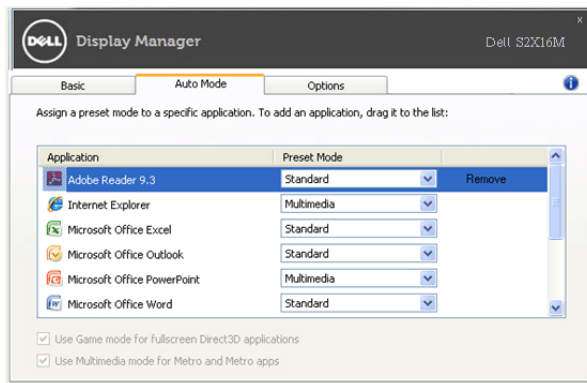 DELL Display Manager Dell S2X16M x
Basic Auto Mode Options i
Assign a preset mode to a specific application. To add an application, drag it to the list:
Application Preset Mode
Adobe Reader 9.3 Standard Remove
Internet Explorer Multimedia
Microsoft Office Excel Standard
Microsoft Office Outlook Standard
Microsoft Office PowerPoint Multimedia
Microsoft Office Word Standard
Use Game mode for fullscreen Direct3D applications
Use Multimedia mode for Metro and Metro apps